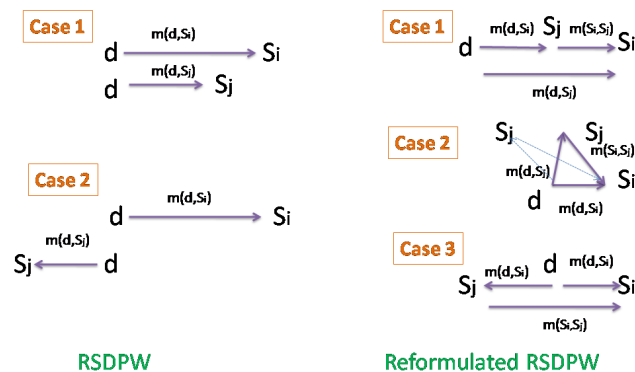 Case 1
m(d,Si)
d
Si
m(d,Sj)
d
Sj
Case 2
m(d,Si)
d
Si
m(d,Sj)
Sj
d
RSDPW
Case 1
m(d,Si)
Sj
m(Si,Sj)
d
Si
m(d,Sj)
Case 2
Sj
Sj
m(Si,Sj)
m(d,Sj)
Si
d
m(d,Si)
Case 3
m(d,Si)
d
m(d,Si)
Sj
Si
m(Si,Sj)
Reformulated RSDPW